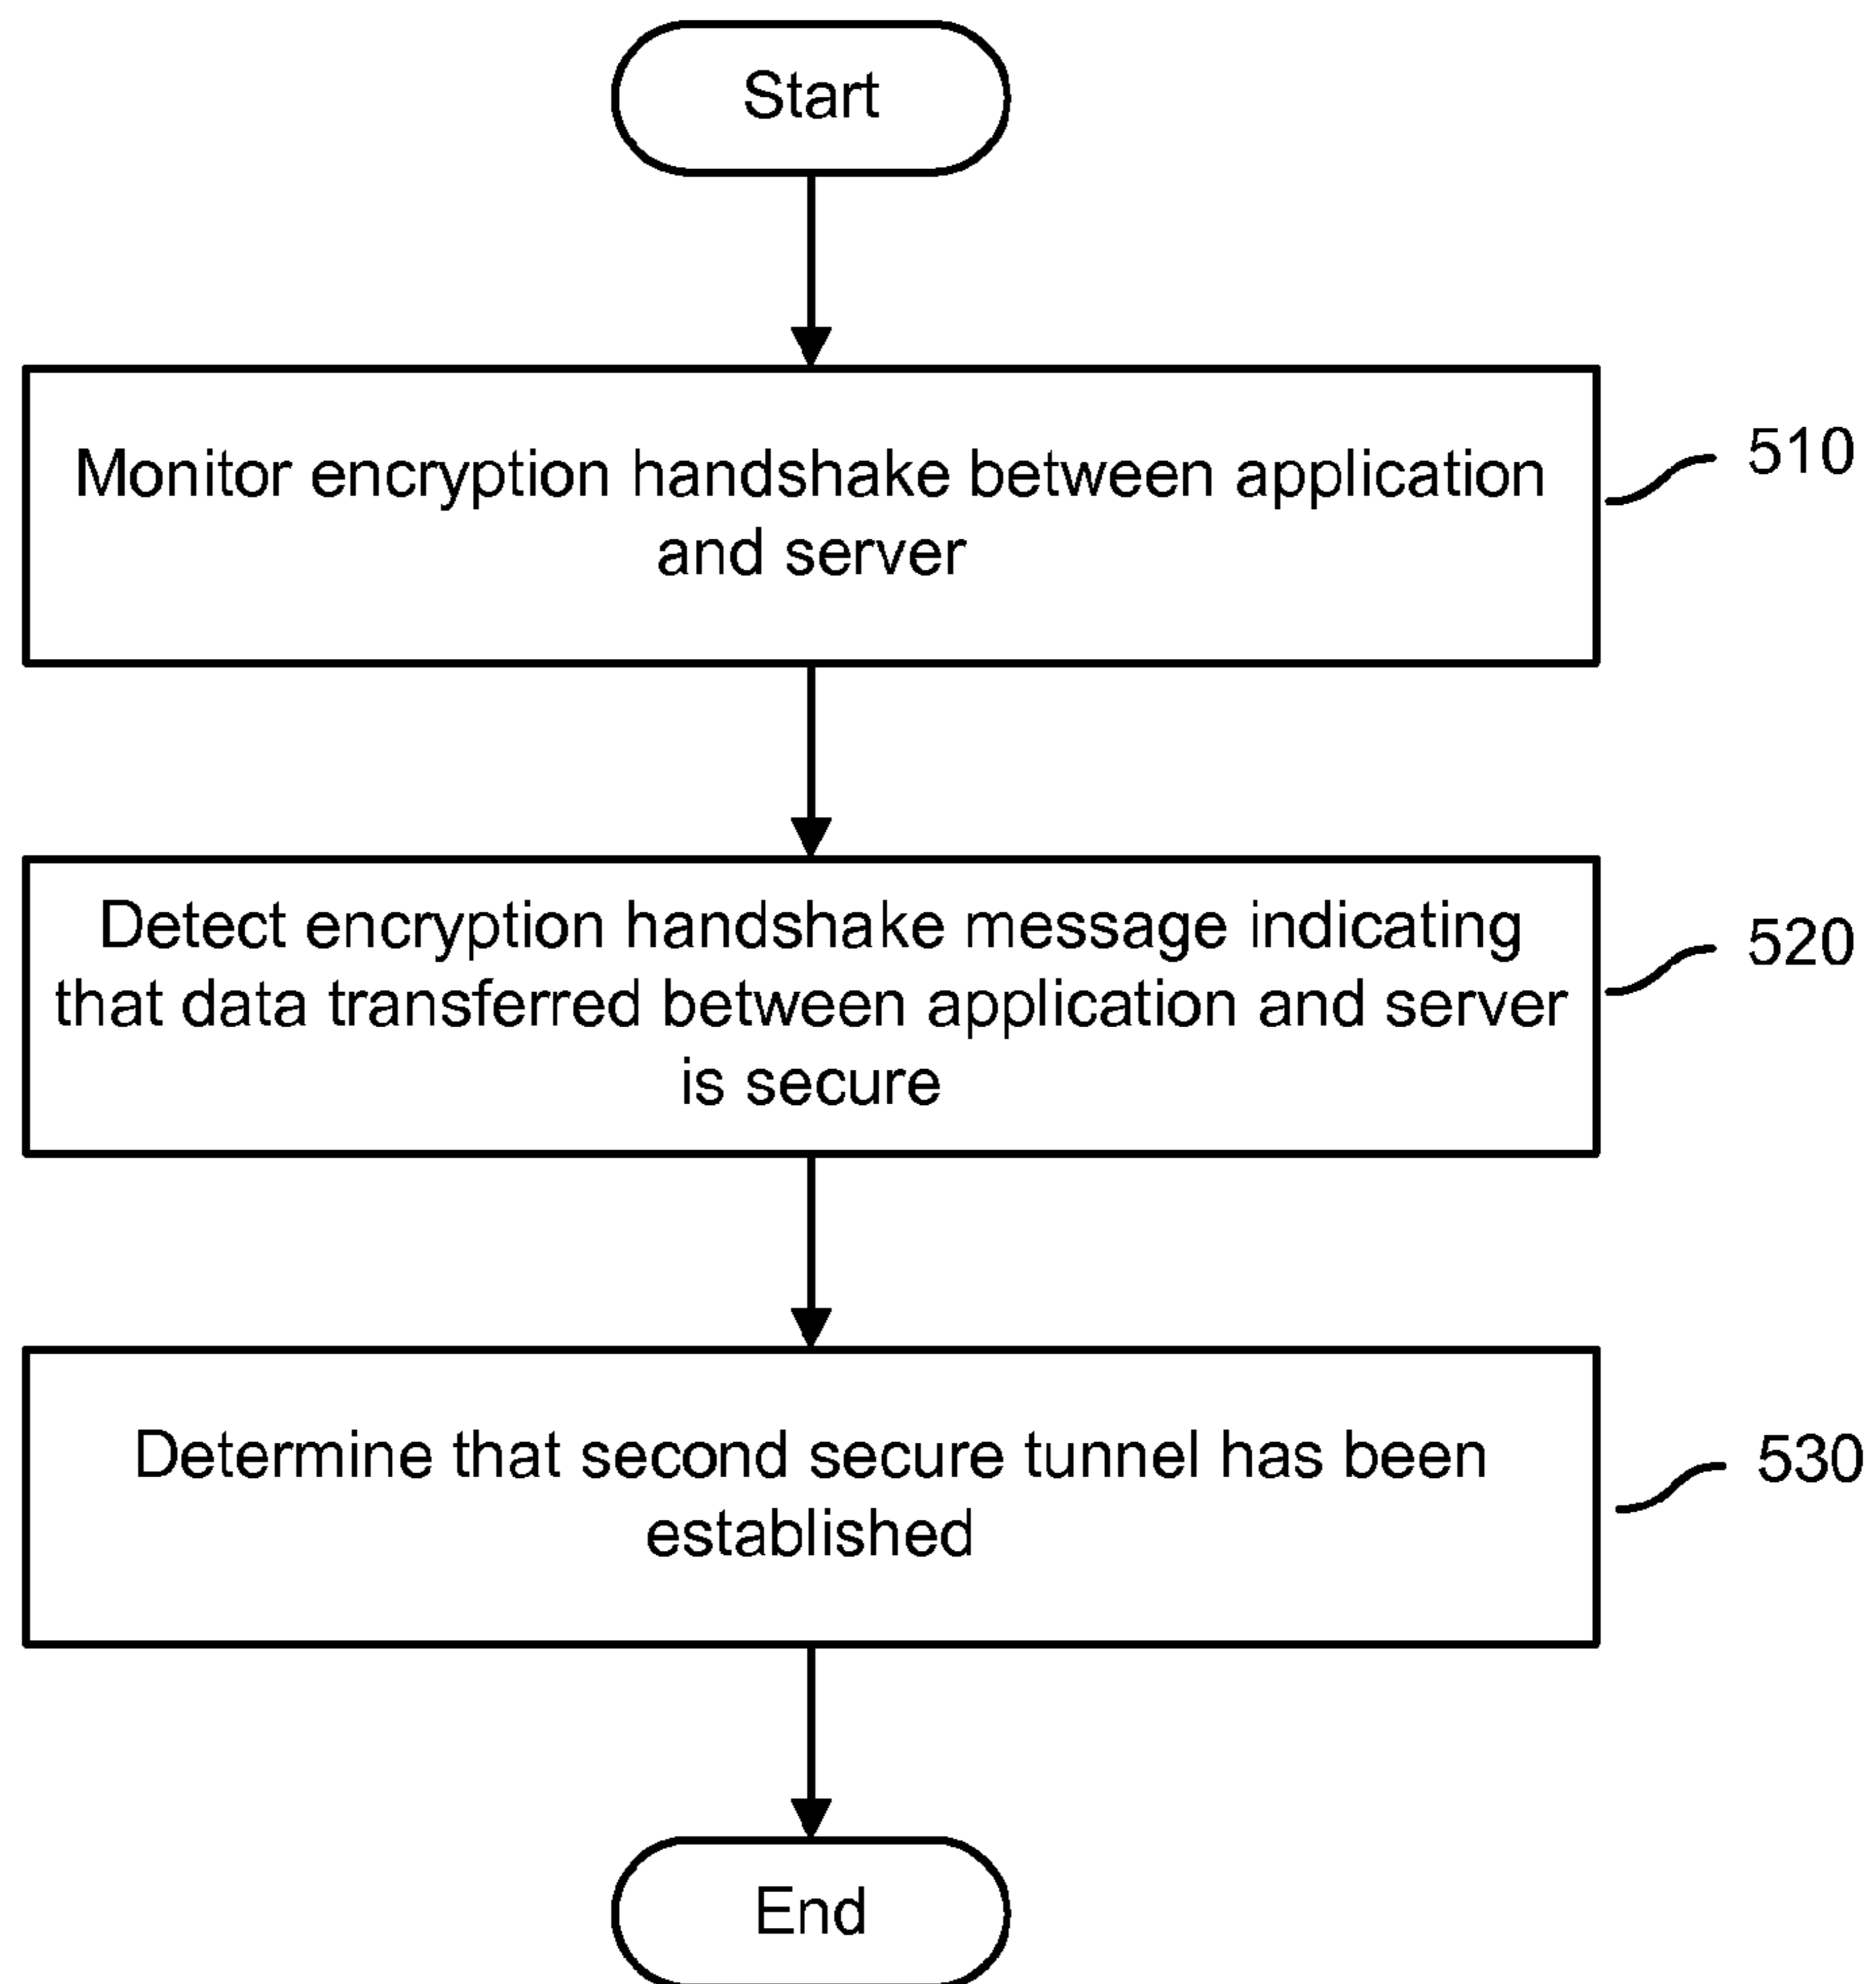 Start
Monitor encryption handshake between application
and server
510
Detect encryption handshake message indicating
that data transferred between application and server
is secure
520
Determine that second secure tunnel has been
established
530
End